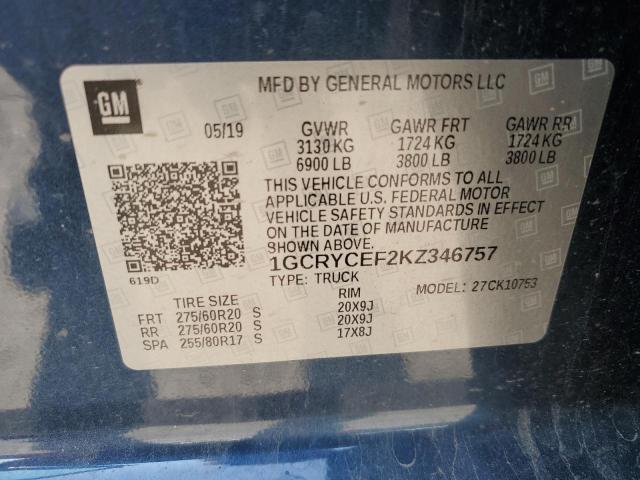 GM
MFD BY GENERAL MOTORS LLC
05/19 GVWR GAWR FRT GAWR RR
3130 KG 1724 KG 1724 KG
6900 LB 3800 LB 3800 LB
THIS VEHICLE CONFORMS TO ALL
APPLICABLE U.S. FEDERAL MOTOR
VEHICLE SAFETY STANDARDS IN EFFECT
ON THE DATE OF MANUFACTURE
SHOWN ABOVE.
1GCRYCEF2KZ346757
619D
TYPE: TRUCK MODEL: 27CK10753
TIRE SIZE RIM
FRT 275/60R20 S 20X9J
RR 275/60R20 S 20X9J
SPA 255/80R17 S 17X8J